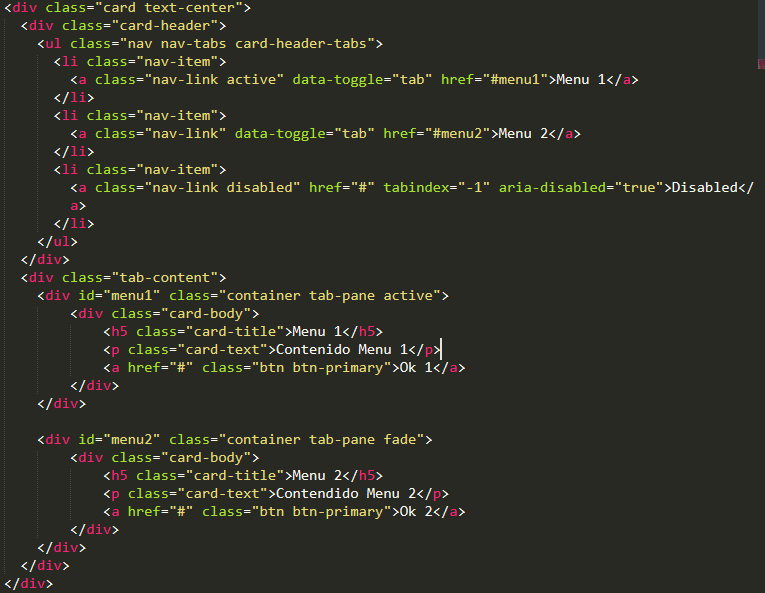 <div class="card text-center">
  <div class="card-header">
    <ul class="nav nav-tabs card-header-tabs">
      <li class="nav-item">
        <a class="nav-link active" data-toggle="tab" href="#menu1">Menu 1</a>
      </li>
      <li class="nav-item">
        <a class="nav-link" data-toggle="tab" href="#menu2">Menu 2</a>
      </li>
      <li class="nav-item">
        <a class="nav-link disabled" href="#" tabindex="-1" aria-disabled="true">Disabled</
        a>
      </li>
    </ul>
  </div>
  <div class="tab-content">
    <div id="menu1" class="container tab-pane active">
        <div class="card-body">
            <h5 class="card-title">Menu 1</h5>
            <p class="card-text">Contenido Menu 1</p>
            <a href="#" class="btn btn-primary">Ok 1</a>
        </div>
    </div>

    <div id="menu2" class="container tab-pane fade">
        <div class="card-body">
            <h5 class="card-title">Menu 2</h5>
            <p class="card-text">Contendido Menu 2</p>
            <a href="#" class="btn btn-primary">Ok 2</a>
        </div>
    </div>
  </div>
</div>